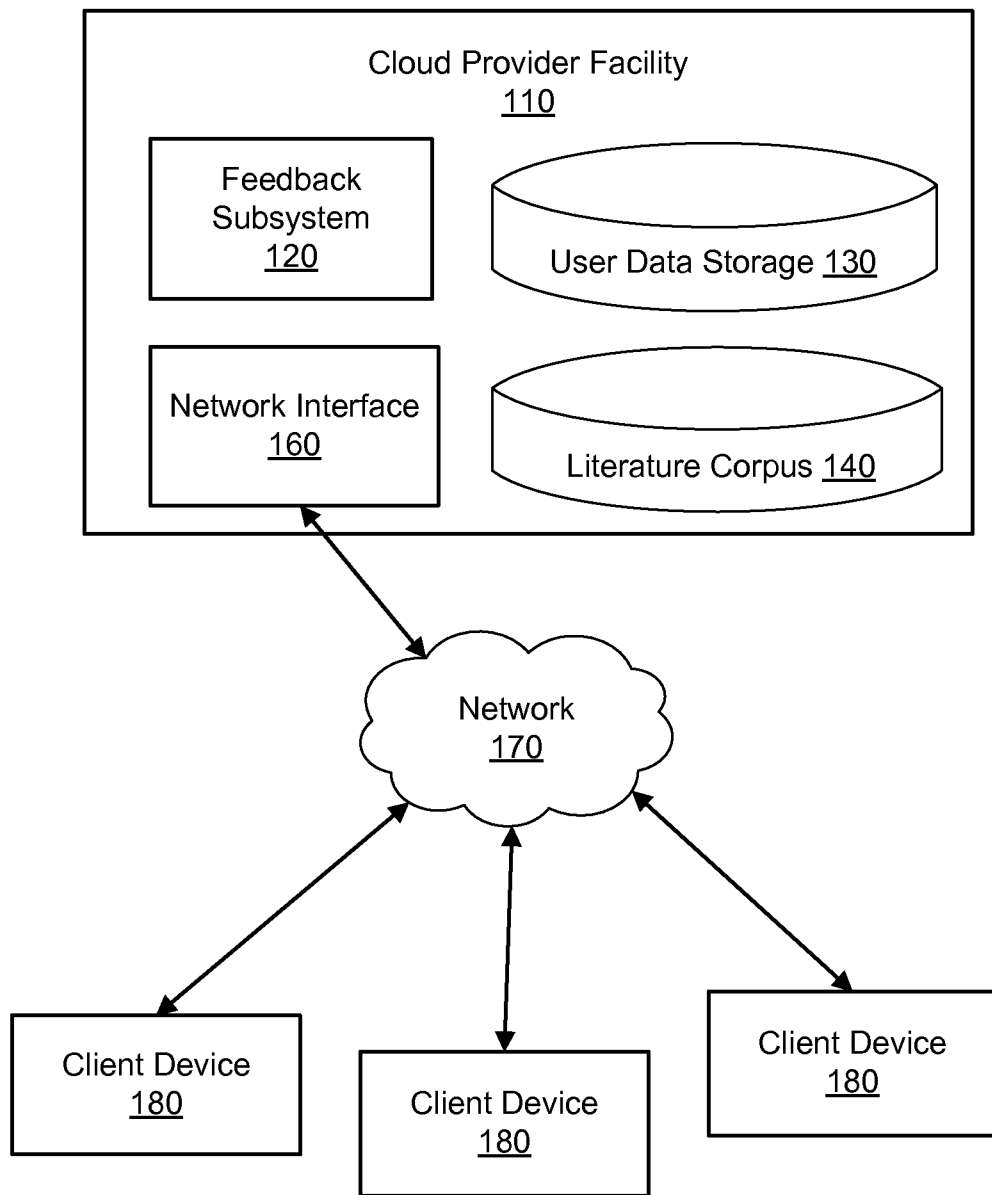 Cloud Provider Facility
110
Feedback
Subsystem
120
User Data Storage 130
Network Interface
160
Literature Corpus 140
Network
170
Client Device
180
Client Device
180
Client Device
180